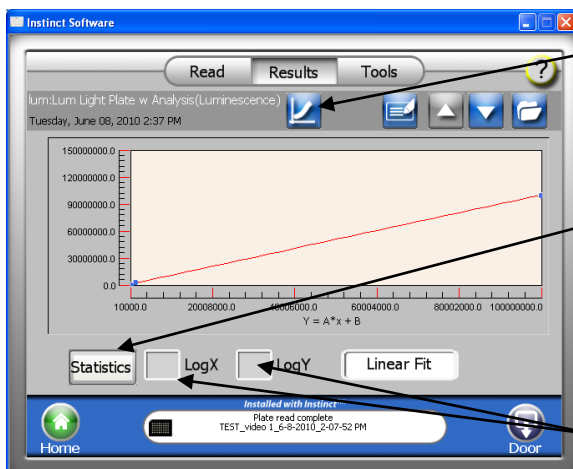 Instinct Software
Read Results Tools
?
lum:Lum Light Plate w Analysis(Luminescence)
Tuesday, June 08, 2010 2:37 PM
150000000.0
120000000.0
90000000.0
60000000.0
30000000.0
0.0
10000.0 20008000.0 40006000.0 60004000.0 80002000.0 100000000.0
Y = A*x + B
Statistics LogX LogY Linear Fit
Installed with Instinct™
Plate read complete
TEST_video 1_6-8-2010_2-07-52 PM
Home Door